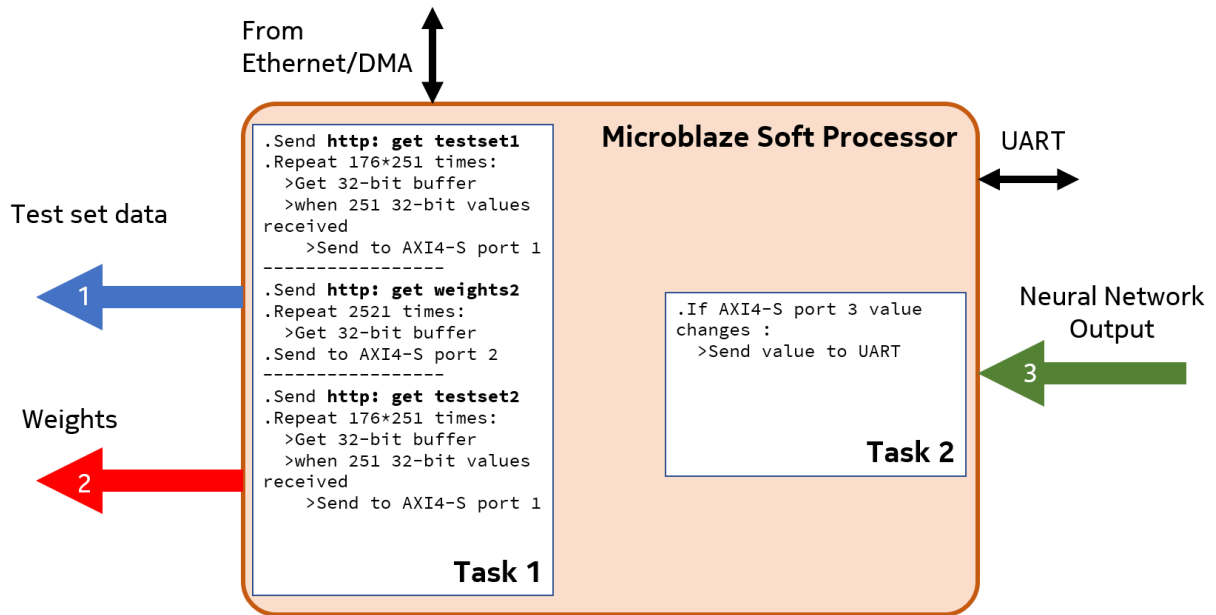 From
Ethernet/DMA
Microblaze Soft Processor
UART
Test set data
1
Weights
2
.Send http: get testset1
.Repeat 176*251 times:
  >Get 32-bit buffer
  >when 251 32-bit values
received
    >Send to AXI4-S port 1
-----------------
.Send http: get weights2
.Repeat 2521 times:
  >Get 32-bit buffer
.Send to AXI4-S port 2
-----------------
.Send http: get testset2
.Repeat 176*251 times:
  >Get 32-bit buffer
  >when 251 32-bit values
received
    >Send to AXI4-S port 1
Task 1
.If AXI4-S port 3 value
changes :
  >Send value to UART
Task 2
Neural Network
Output
3